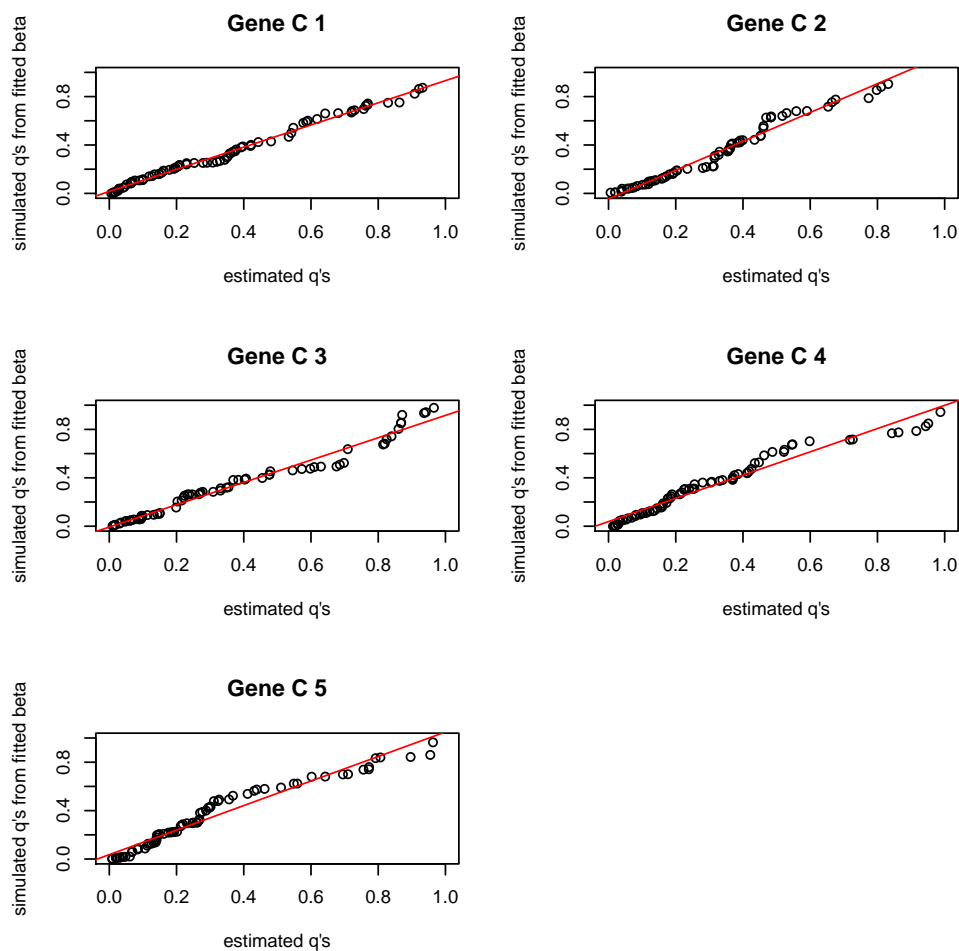 Gene C 1
simulated q's from fitted beta
0.0 0.4 0.8
0.0 0.2 0.4 0.6 0.8 1.0
estimated q's
Gene C 2
simulated q's from fitted beta
0.0 0.4 0.8
0.0 0.2 0.4 0.6 0.8 1.0
estimated q's
Gene C 3
simulated q's from fitted beta
0.0 0.4 0.8
0.0 0.2 0.4 0.6 0.8 1.0
estimated q's
Gene C 4
simulated q's from fitted beta
0.0 0.4 0.8
0.0 0.2 0.4 0.6 0.8 1.0
estimated q's
Gene C 5
simulated q's from fitted beta
0.0 0.4 0.8
0.0 0.2 0.4 0.6 0.8 1.0
estimated q's